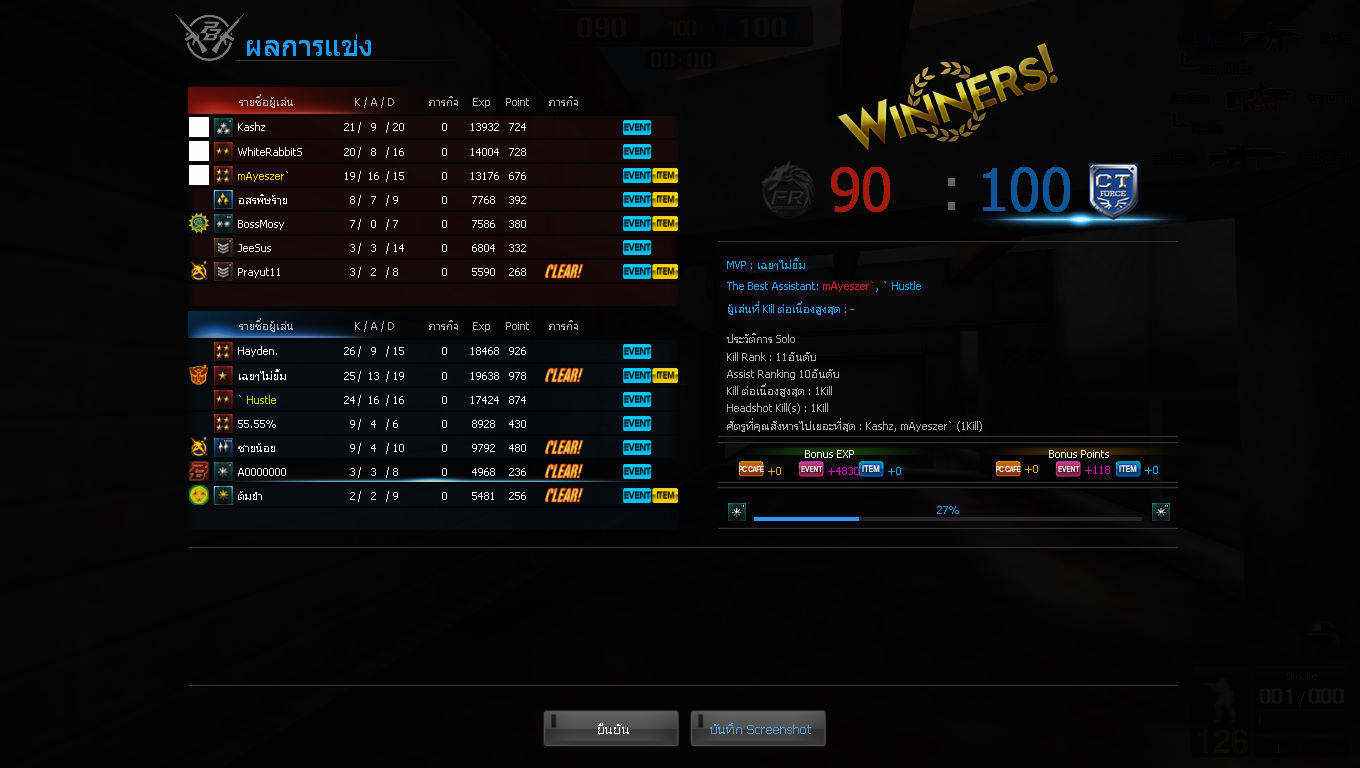 ผลการแข่ง
090 100 100
00:00
WINNERS!
FR 90 : 100 CT FORCE
รายชื่อผู้เล่น K / A / D ภารกิจ Exp Point ภารกิจ
Kashz 21 / 9 / 20 0 13932 724 EVENT
WhiteRabbitS 20 / 8 / 16 0 14004 728 EVENT
mAyeszer` 19 / 16 / 15 0 13176 676 EVENT ITEM
อสรพิษร้าย 8 / 7 / 9 0 7768 392 EVENT ITEM
BossMosy 7 / 0 / 7 0 7586 380 EVENT ITEM
JeeSus 3 / 3 / 14 0 6804 332 EVENT
Prayut11 3 / 2 / 8 0 5590 268 CLEAR! EVENT ITEM
รายชื่อผู้เล่น K / A / D ภารกิจ Exp Point ภารกิจ
Hayden. 26 / 9 / 15 0 18468 926 EVENT
เฉยๆไม่ยิ้ม 25 / 13 / 19 0 19638 978 CLEAR! EVENT ITEM
` Hustle 24 / 16 / 16 0 17424 874 EVENT
55.55% 9 / 4 / 6 0 8928 430 EVENT
ชายน้อย 9 / 4 / 10 0 9792 480 CLEAR! EVENT
A0000000 3 / 3 / 8 0 4968 236 CLEAR! EVENT
ต้มยำ 2 / 2 / 9 0 5481 256 CLEAR! EVENT ITEM
MVP : เฉยๆไม่ยิ้ม
The Best Assistant: mAyeszer`, ` Hustle
ผู้เล่นที่ Kill ต่อเนื่องสูงสุด : -
ประวัติการ Solo
Kill Rank : 11อันดับ
Assist Ranking 10อันดับ
Kill ต่อเนื่องสูงสุด : 1Kill
Headshot Kill(s) : 1Kill
ศัตรูที่คุณสังหารไปเยอะที่สุด : Kashz, mAyeszer` (1Kill)
Bonus EXP Bonus Points
PC CAFE +0 EVENT +4830 ITEM +0 PC CAFE +0 EVENT +118 ITEM +0
27%
Smoke
001/000
126
ยืนยัน บันทึก Screenshot